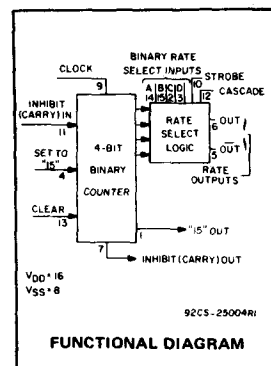 BINARY RATE
SELECT INPUTS
CLOCK
9
A B C D
14 15 2 3
10
STROBE
12
CASCADE
INHIBIT
(CARRY) IN
11
RATE
SELECT
LOGIC
6 OUT
5 OUT
RATE
OUTPUTS
SET TO
"15"
4
4-BIT
BINARY
COUNTER
CLEAR
13
1
"15" OUT
7
INHIBIT (CARRY) OUT
VDD = 16
VSS = 8
92CS-25004RI
FUNCTIONAL DIAGRAM